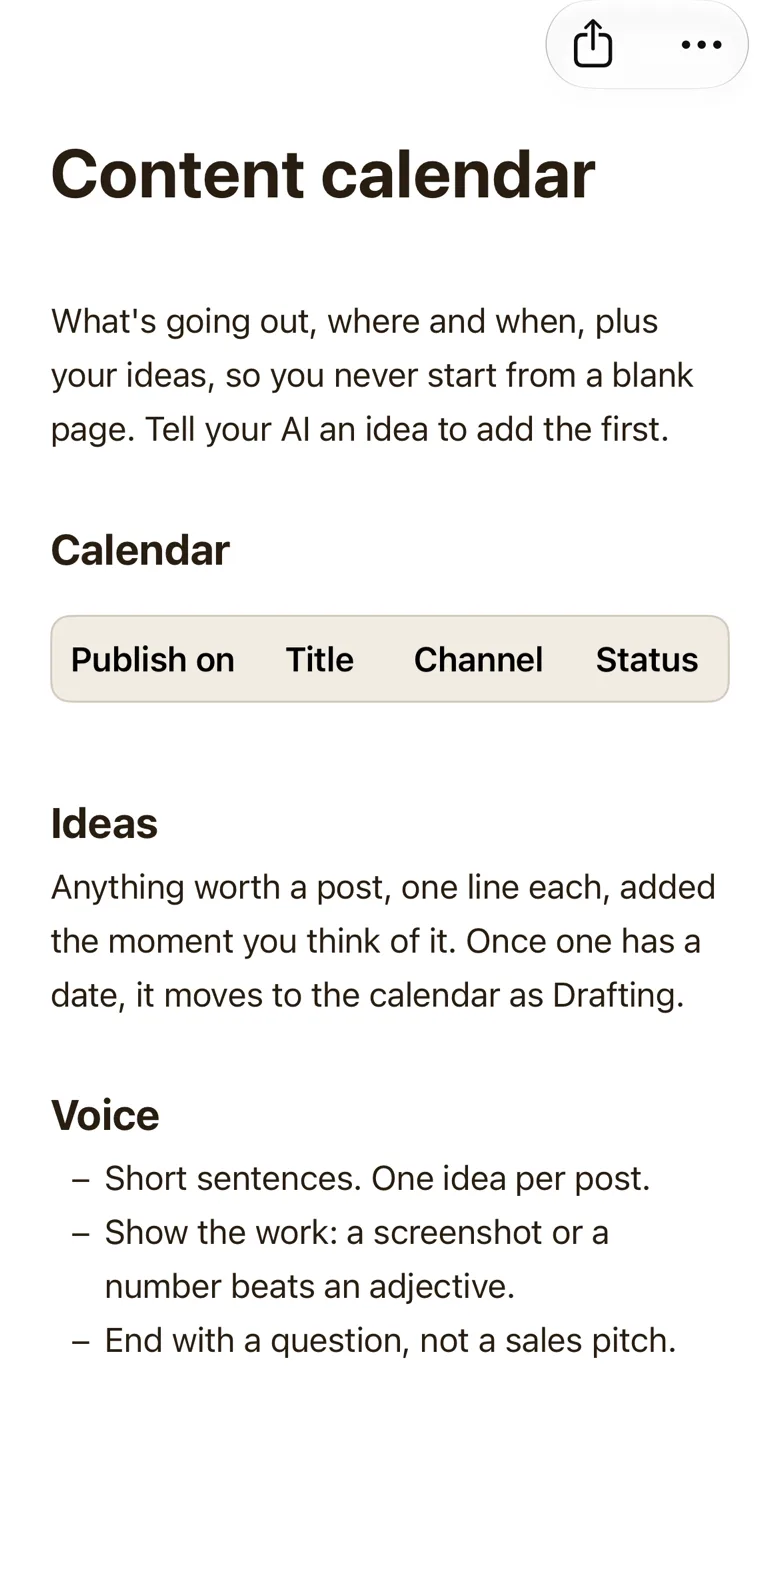 Content calendar
What's going out, where and when, plus
your ideas, so you never start from a blank
page. Tell your AI an idea to add the first.
Calendar
Publish on Title Channel Status
Ideas
Anything worth a post, one line each, added
the moment you think of it. Once one has a
date, it moves to the calendar as Drafting.
Voice
– Short sentences. One idea per post.
– Show the work: a screenshot or a
number beats an adjective.
– End with a question, not a sales pitch.